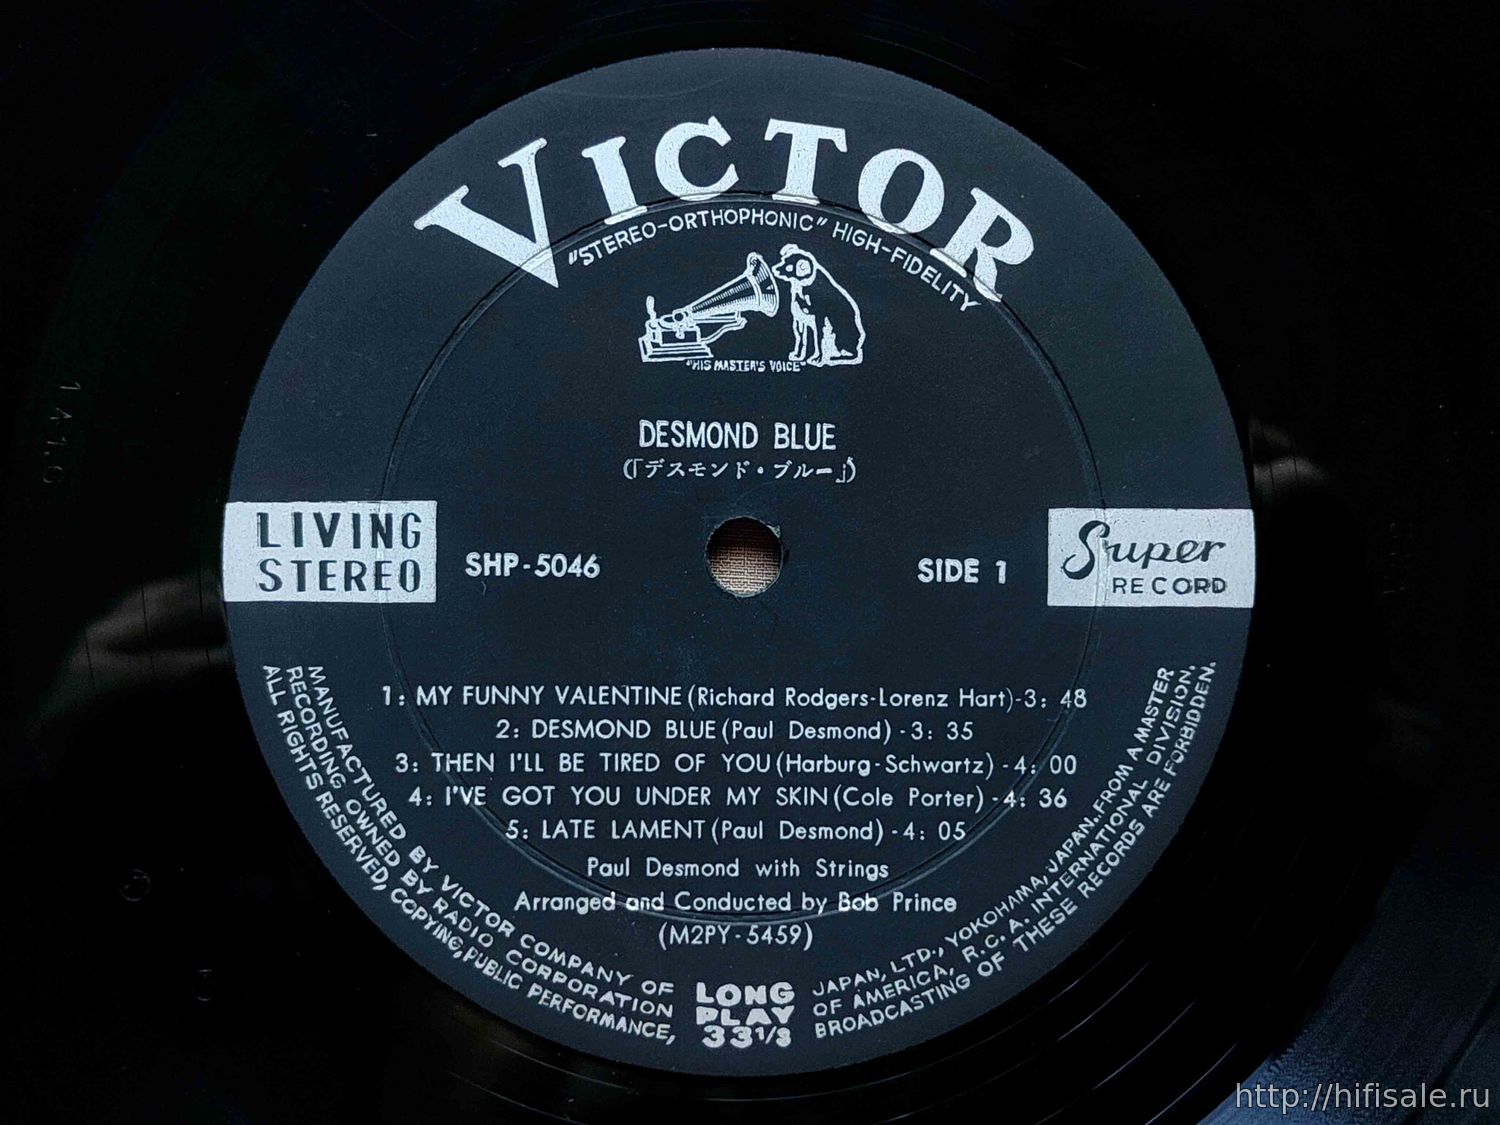 VICTOR
"STEREO-ORTHOPHONIC" HIGH-FIDELITY
"HIS MASTER'S VOICE"
DESMOND BLUE
(「デスモンド・ブルー」)
LIVING
STEREO
SHP-5046
SIDE 1
Super
RECORD
1: MY FUNNY VALENTINE (Richard Rodgers-Lorenz Hart)-3: 48
2: DESMOND BLUE (Paul Desmond) - 3: 35
3: THEN I'LL BE TIRED OF YOU (Harburg-Schwartz) - 4: 00
4: I'VE GOT YOU UNDER MY SKIN (Cole Porter) - 4: 36
5: LATE LAMENT (Paul Desmond) - 4: 05
Paul Desmond with Strings
Arranged and Conducted by Bob Prince
(M2PY-5459)
MANUFACTURED BY VICTOR COMPANY OF JAPAN, LTD., YOKOHAMA, JAPAN. FROM A MASTER
RECORDING OWNED BY RADIO CORPORATION OF AMERICA, R.C.A. INTERNATIONAL DIVISION.
ALL RIGHTS RESERVED, COPYING, PUBLIC PERFORMANCE, BROADCASTING OF THESE RECORDS ARE FORBIDDEN.
LONG
PLAY
33 1/3
1 A 1.0
http://hifisale.ru